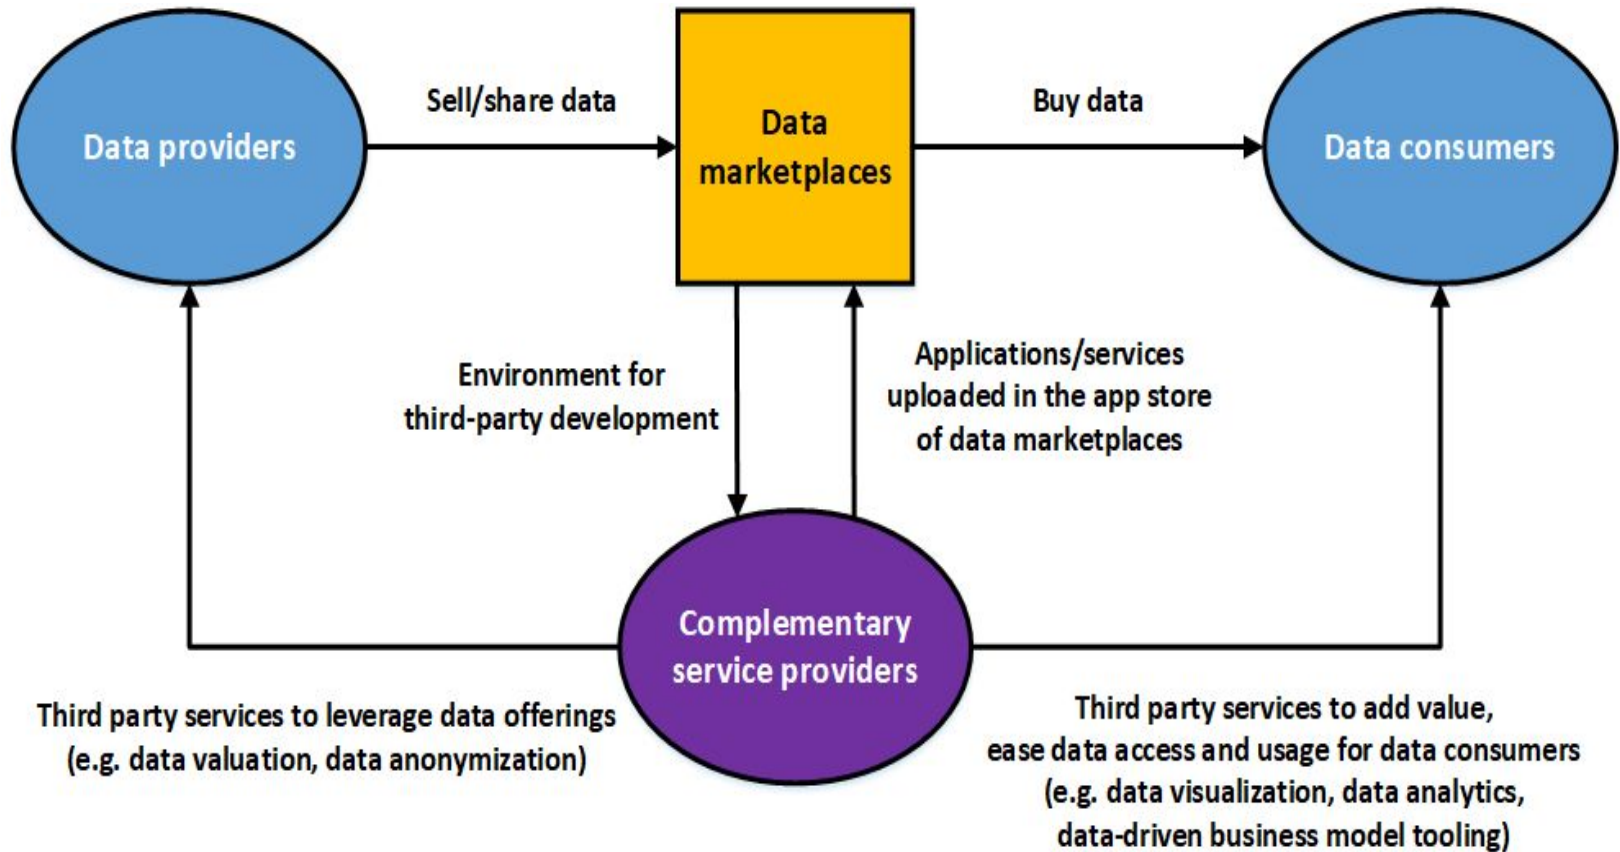 Sell/share data
Buy data
Data providers
Data
marketplaces
Data consumers
Environment for
third-party development
Applications/services
uploaded in the app store
of data marketplaces
Complementary
service providers
Third party services to leverage data offerings
(e.g. data valuation, data anonymization)
Third party services to add value,
ease data access and usage for data consumers
(e.g. data visualization, data analytics,
data-driven business model tooling)